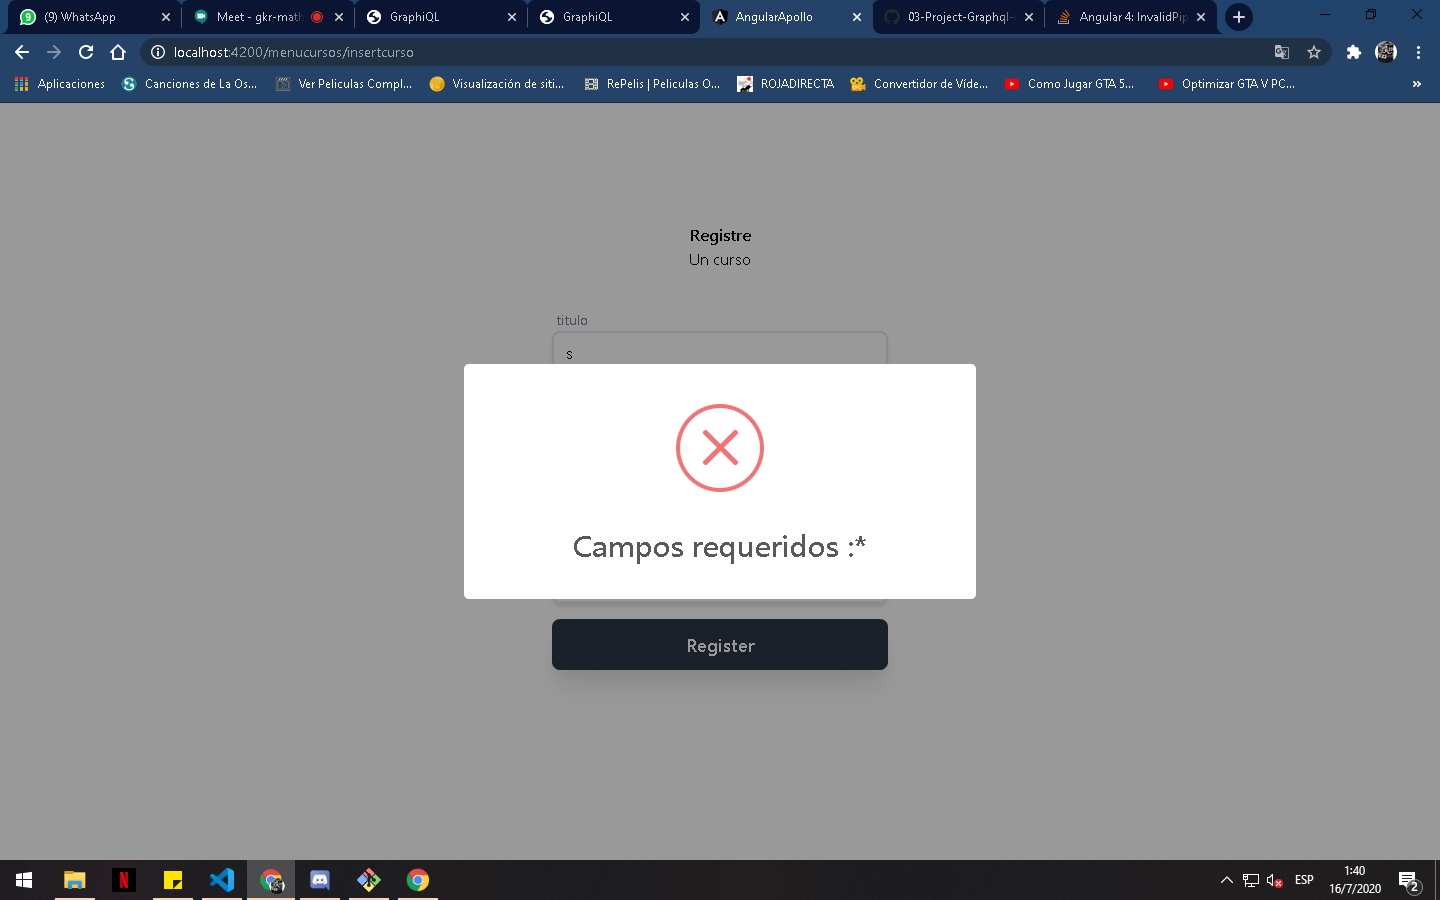 (9) WhatsApp
Meet - gkr-math
GraphiQL
GraphiQL
AngularApollo
03-Project-Graphql-
Angular 4: InvalidPip
localhost:4200/menucursos/insertcurso
Aplicaciones
Canciones de La Os...
Ver Peliculas Compl...
Visualización de siti...
RePelis | Peliculas O...
ROJADIRECTA
Convertidor de Víde...
Como Jugar GTA 5...
Optimizar GTA V PC...
»
Registre
Un curso
titulo
s
Campos requeridos :*
Register
ESP
1:40
16/7/2020
2